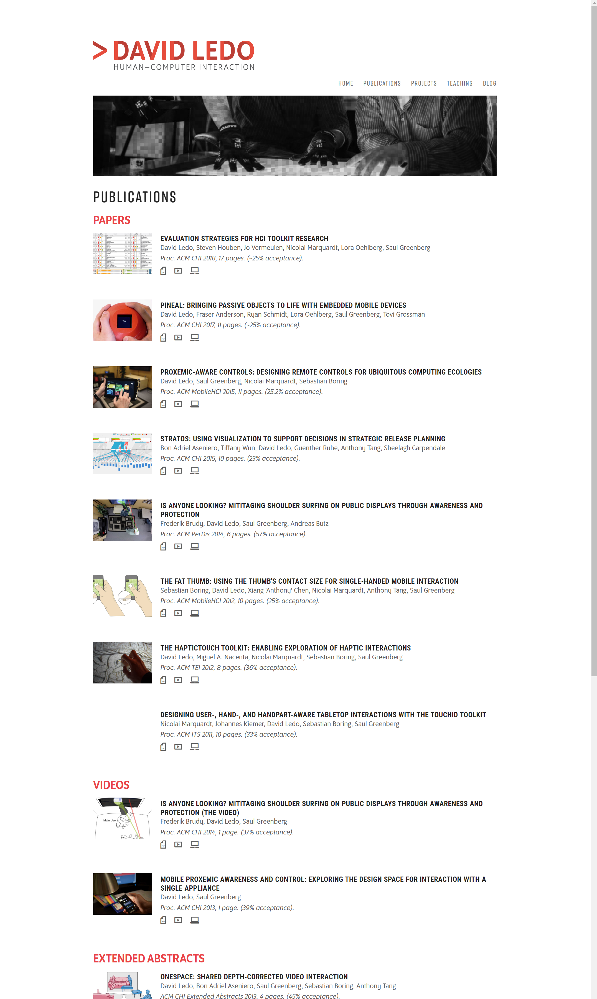 > DAVID LEDO
HUMAN–COMPUTER INTERACTION
HOME PUBLICATIONS PROJECTS TEACHING BLOG
EASTON
PUBLICATIONS
PAPERS
EVALUATION STRATEGIES FOR HCI TOOLKIT RESEARCH
David Ledo, Steven Houben, Jo Vermeulen, Nicolai Marquardt, Lora Oehlberg, Saul Greenberg
Proc. ACM CHI 2018, 17 pages. (~25% acceptance).
Yes
PINEAL: BRINGING PASSIVE OBJECTS TO LIFE WITH EMBEDDED MOBILE DEVICES
David Ledo, Fraser Anderson, Ryan Schmidt, Lora Oehlberg, Saul Greenberg, Tovi Grossman
Proc. ACM CHI 2017, 11 pages. (~25% acceptance).
PROXEMIC-AWARE CONTROLS: DESIGNING REMOTE CONTROLS FOR UBIQUITOUS COMPUTING ECOLOGIES
David Ledo, Saul Greenberg, Nicolai Marquardt, Sebastian Boring
Proc. ACM MobileHCI 2015, 11 pages. (25.2% acceptance).
STRATOS: USING VISUALIZATION TO SUPPORT DECISIONS IN STRATEGIC RELEASE PLANNING
Bon Adriel Aseniero, Tiffany Wun, David Ledo, Guenther Ruhe, Anthony Tang, Sheelagh Carpendale
Proc. ACM CHI 2015, 10 pages. (23% acceptance).
IS ANYONE LOOKING? MITITAGING SHOULDER SURFING ON PUBLIC DISPLAYS THROUGH AWARENESS AND
PROTECTION
Frederik Brudy, David Ledo, Saul Greenberg, Andreas Butz
Proc. ACM PerDis 2014, 6 pages. (57% acceptance).
THE FAT THUMB: USING THE THUMB'S CONTACT SIZE FOR SINGLE-HANDED MOBILE INTERACTION
Sebastian Boring, David Ledo, Xiang 'Anthony' Chen, Nicolai Marquardt, Anthony Tang, Saul Greenberg
Proc. ACM MobileHCI 2012, 10 pages. (25% acceptance).
THE HAPTICTOUCH TOOLKIT: ENABLING EXPLORATION OF HAPTIC INTERACTIONS
David Ledo, Miguel A. Nacenta, Nicolai Marquardt, Sebastian Boring, Saul Greenberg
Proc. ACM TEI 2012, 8 pages. (36% acceptance).
DESIGNING USER-, HAND-, AND HANDPART-AWARE TABLETOP INTERACTIONS WITH THE TOUCHID TOOLKIT
Nicolai Marquardt, Johannes Kiemer, David Ledo, Sebastian Boring, Saul Greenberg
Proc. ACM ITS 2011, 10 pages. (33% acceptance).
VIDEOS
Main User
IS ANYONE LOOKING? MITITAGING SHOULDER SURFING ON PUBLIC DISPLAYS THROUGH AWARENESS AND
PROTECTION (THE VIDEO)
Frederik Brudy, David Ledo, Saul Greenberg
Proc. ACM CHI 2014, 1 page. (37% acceptance).
MOBILE PROXEMIC AWARENESS AND CONTROL: EXPLORING THE DESIGN SPACE FOR INTERACTION WITH A
SINGLE APPLIANCE
David Ledo, Saul Greenberg
Proc. ACM CHI 2013, 1 page. (39% acceptance).
EXTENDED ABSTRACTS
ONESPACE: SHARED DEPTH-CORRECTED VIDEO INTERACTION
David Ledo, Bon Adriel Aseniero, Saul Greenberg, Sebastian Boring, Anthony Tang
ACM CHI Extended Abstracts 2013, 4 pages. (45% acceptance).